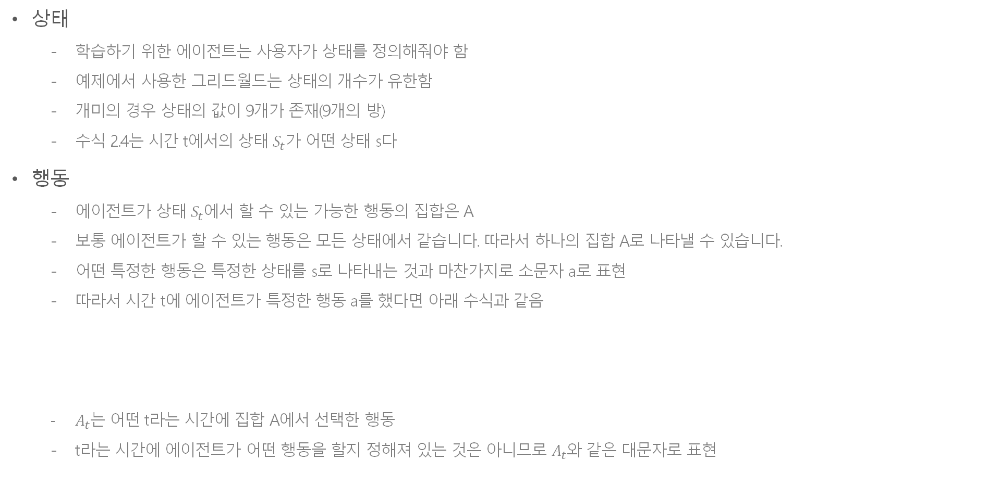 • 상태
- 학습하기 위한 에이전트는 사용자가 상태를 정의해줘야 함
- 예제에서 사용한 그리드월드는 상태의 개수가 유한함
- 개미의 경우 상태의 값이 9개가 존재(9개의 방)
- 수식 2.4는 시간 t에서의 상태 Sₜ가 어떤 상태 s다
• 행동
- 에이전트가 상태 Sₜ에서 할 수 있는 가능한 행동의 집합은 A
- 보통 에이전트가 할 수 있는 행동은 모든 상태에서 같습니다. 따라서 하나의 집합 A로 나타낼 수 있습니다.
- 어떤 특정한 행동은 특정한 상태를 s로 나타내는 것과 마찬가지로 소문자 a로 표현
- 따라서 시간 t에 에이전트가 특정한 행동 a를 했다면 아래 수식과 같음
- Aₜ는 어떤 t라는 시간에 집합 A에서 선택한 행동
- t라는 시간에 에이전트가 어떤 행동을 할지 정해져 있는 것은 아니므로 Aₜ와 같은 대문자로 표현